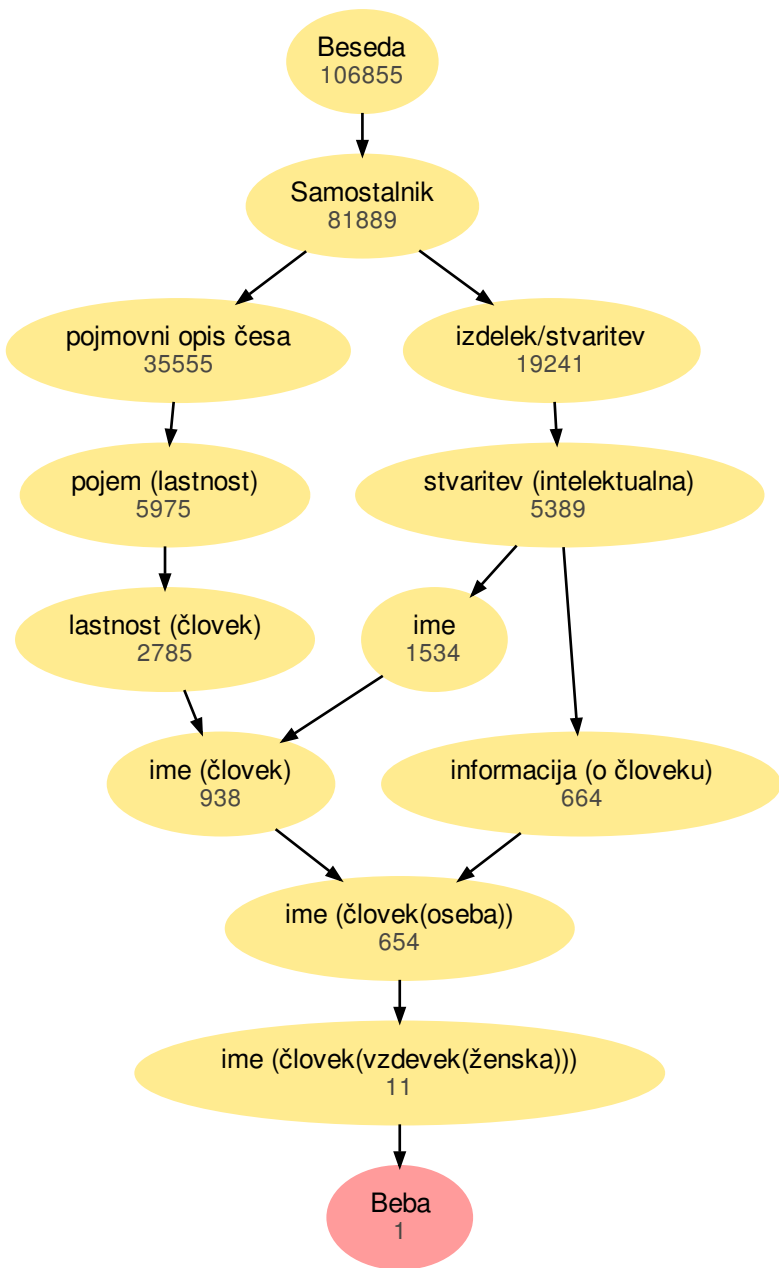 Beseda
106855
Samostalnik
81889
pojmovni opis česa
35555
izdelek/stvaritev
19241
pojem (lastnost)
5975
stvaritev (intelektualna)
5389
lastnost (človek)
2785
ime
1534
ime (človek)
938
informacija (o človeku)
664
ime (človek(oseba))
654
ime (človek(vzdevek(ženska)))
11
Beba
1